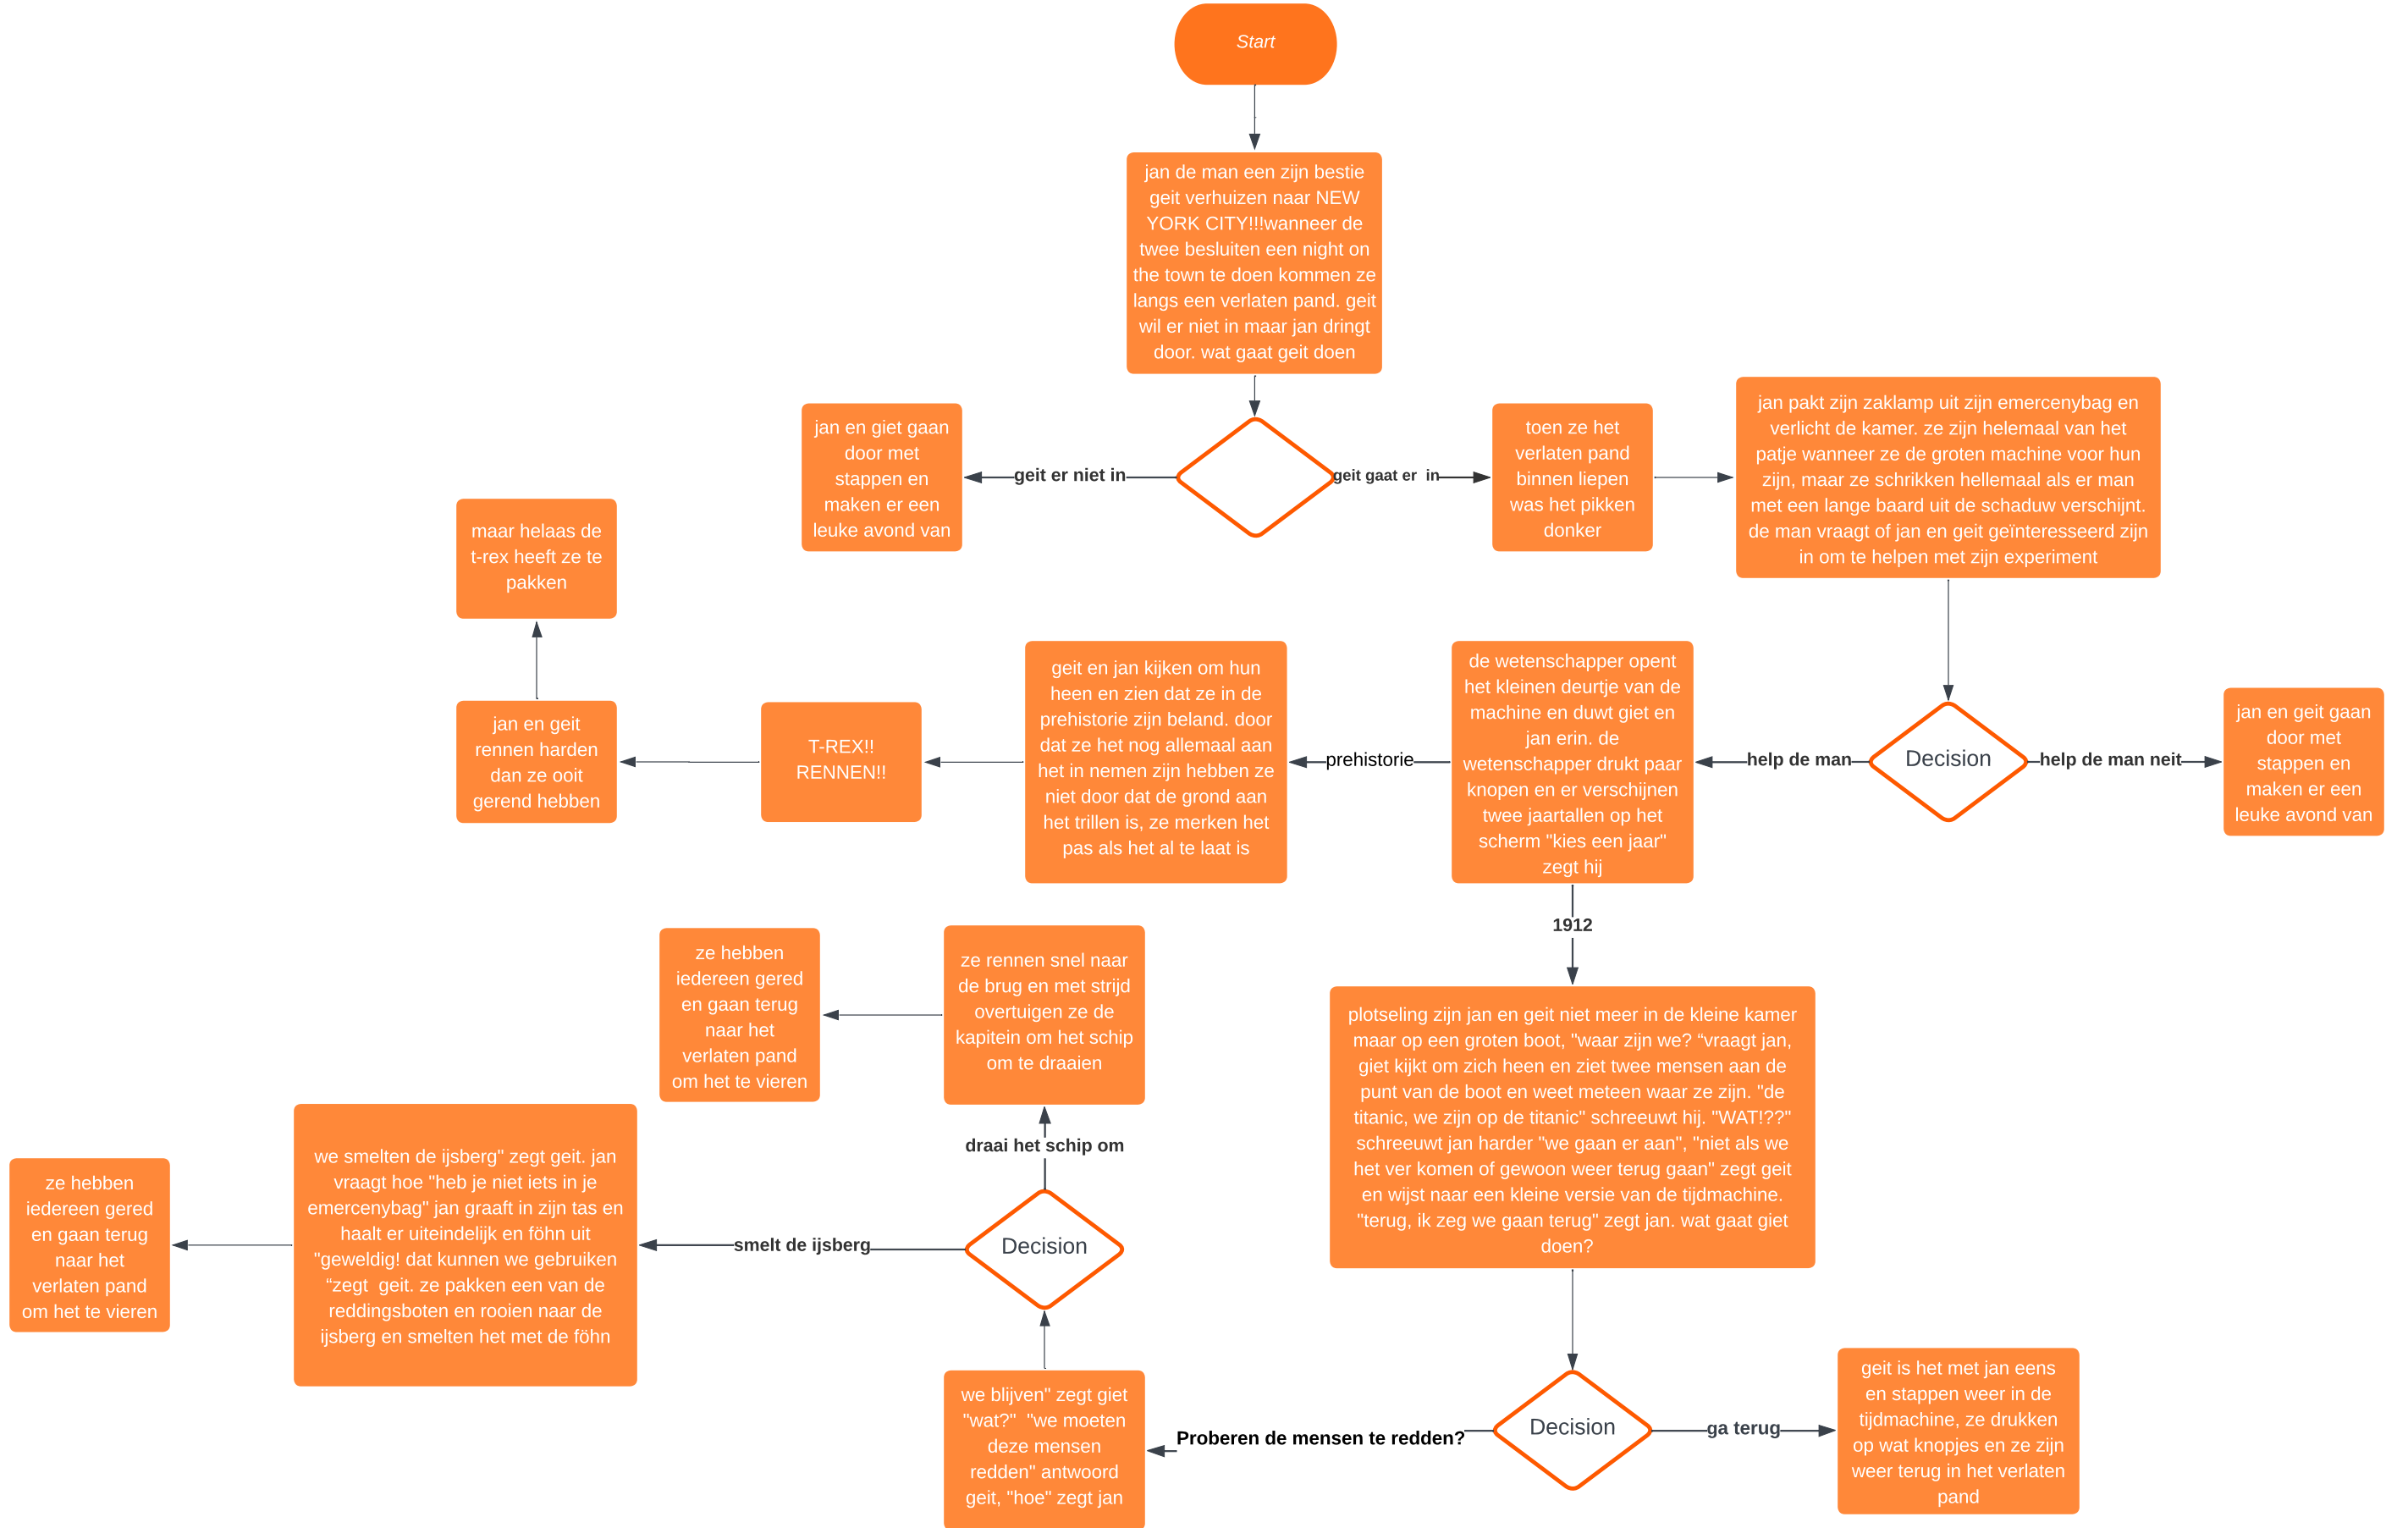 Start
jan de man een zijn bestie
geit verhuizen naar NEW
YORK CITY!!!wanneer de
twee besluiten een night on
the town te doen kommen ze
langs een verlaten pand. geit
wil er niet in maar jan dringt
door. wat gaat geit doen
geit er niet in
jan en giet gaan
door met
stappen en
maken er een
leuke avond van
geit gaat er  in
toen ze het
verlaten pand
binnen liepen
was het pikken
donker
jan pakt zijn zaklamp uit zijn emercenybag en
verlicht de kamer. ze zijn helemaal van het
patje wanneer ze de groten machine voor hun
zijn, maar ze schrikken hellemaal als er man
met een lange baard uit de schaduw verschijnt.
de man vraagt of jan en geit geïnteresseerd zijn
in om te helpen met zijn experiment
Decision
help de man neit
jan en geit gaan
door met
stappen en
maken er een
leuke avond van
help de man
de wetenschapper opent
het kleinen deurtje van de
machine en duwt giet en
jan erin. de
wetenschapper drukt paar
knopen en er verschijnen
twee jaartallen op het
scherm "kies een jaar"
zegt hij
prehistorie
geit en jan kijken om hun
heen en zien dat ze in de
prehistorie zijn beland. door
dat ze het nog allemaal aan
het in nemen zijn hebben ze
niet door dat de grond aan
het trillen is, ze merken het
pas als het al te laat is
T-REX!!
RENNEN!!
jan en geit
rennen harden
dan ze ooit
gerend hebben
maar helaas de
t-rex heeft ze te
pakken
1912
plotseling zijn jan en geit niet meer in de kleine kamer
maar op een groten boot, "waar zijn we? “vraagt jan,
giet kijkt om zich heen en ziet twee mensen aan de
punt van de boot en weet meteen waar ze zijn. "de
titanic, we zijn op de titanic" schreeuwt hij. "WAT!??"
schreeuwt jan harder "we gaan er aan", "niet als we
het ver komen of gewoon weer terug gaan" zegt geit
en wijst naar een kleine versie van de tijdmachine.
"terug, ik zeg we gaan terug" zegt jan. wat gaat giet
doen?
Decision
ga terug
geit is het met jan eens
en stappen weer in de
tijdmachine, ze drukken
op wat knopjes en ze zijn
weer terug in het verlaten
pand
Proberen de mensen te redden?
we blijven" zegt giet
"wat?"  "we moeten
deze mensen
redden" antwoord
geit, "hoe" zegt jan
Decision
draai het schip om
ze rennen snel naar
de brug en met strijd
overtuigen ze de
kapitein om het schip
om te draaien
ze hebben
iedereen gered
en gaan terug
naar het
verlaten pand
om het te vieren
smelt de ijsberg
we smelten de ijsberg" zegt geit. jan
vraagt hoe "heb je niet iets in je
emercenybag" jan graaft in zijn tas en
haalt er uiteindelijk en föhn uit
"geweldig! dat kunnen we gebruiken
“zegt  geit. ze pakken een van de
reddingsboten en rooien naar de
ijsberg en smelten het met de föhn
ze hebben
iedereen gered
en gaan terug
naar het
verlaten pand
om het te vieren